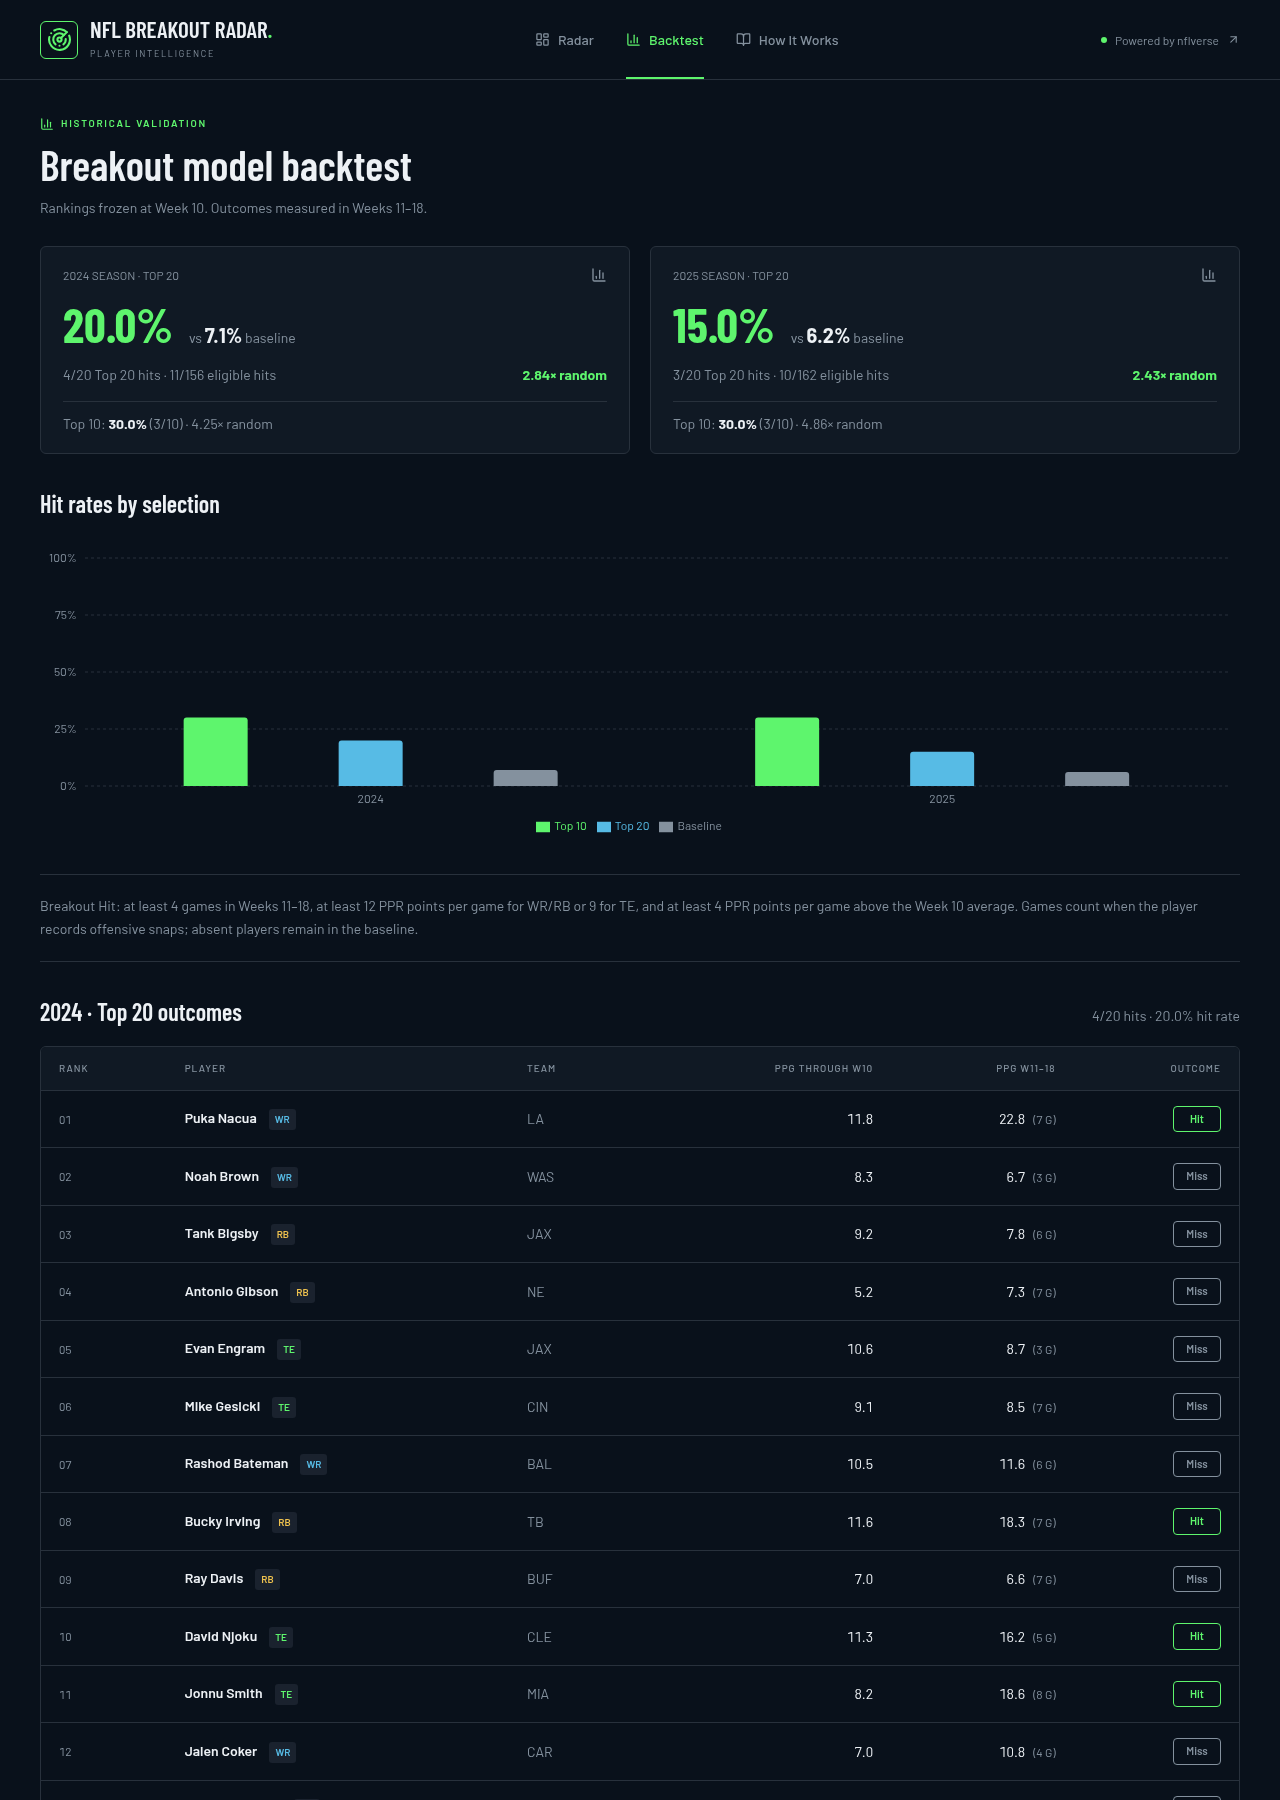 NFL BREAKOUT RADAR.
PLAYER INTELLIGENCE
Radar
Backtest
How It Works
Powered by nflverse
HISTORICAL VALIDATION
Breakout model backtest
Rankings frozen at Week 10. Outcomes measured in Weeks 11–18.
2024 SEASON · TOP 20
20.0% vs 7.1% baseline
4/20 Top 20 hits · 11/156 eligible hits 2.84× random
Top 10: 30.0% (3/10) · 4.25× random
2025 SEASON · TOP 20
15.0% vs 6.2% baseline
3/20 Top 20 hits · 10/162 eligible hits 2.43× random
Top 10: 30.0% (3/10) · 4.86× random
Hit rates by selection
100%
75%
50%
25%
0%
2024 2025
Top 10 Top 20 Baseline
Breakout Hit: at least 4 games in Weeks 11–18, at least 12 PPR points per game for WR/RB or 9 for TE, and at least 4 PPR points per game above the Week 10 average. Games count when the player
records offensive snaps; absent players remain in the baseline.
2024 · Top 20 outcomes 4/20 hits · 20.0% hit rate
RANK PLAYER TEAM PPG THROUGH W10 PPG W11–18 OUTCOME
01 Puka Nacua WR LA 11.8 22.8 (7 G) Hit
02 Noah Brown WR WAS 8.3 6.7 (3 G) Miss
03 Tank Bigsby RB JAX 9.2 7.8 (6 G) Miss
04 Antonio Gibson RB NE 5.2 7.3 (7 G) Miss
05 Evan Engram TE JAX 10.6 8.7 (3 G) Miss
06 Mike Gesicki TE CIN 9.1 8.5 (7 G) Miss
07 Rashod Bateman WR BAL 10.5 11.6 (6 G) Miss
08 Bucky Irving RB TB 11.6 18.3 (7 G) Hit
09 Ray Davis RB BUF 7.0 6.6 (7 G) Miss
10 David Njoku TE CLE 11.3 16.2 (5 G) Hit
11 Jonnu Smith TE MIA 8.2 18.6 (8 G) Hit
12 Jalen Coker WR CAR 7.0 10.8 (4 G) Miss